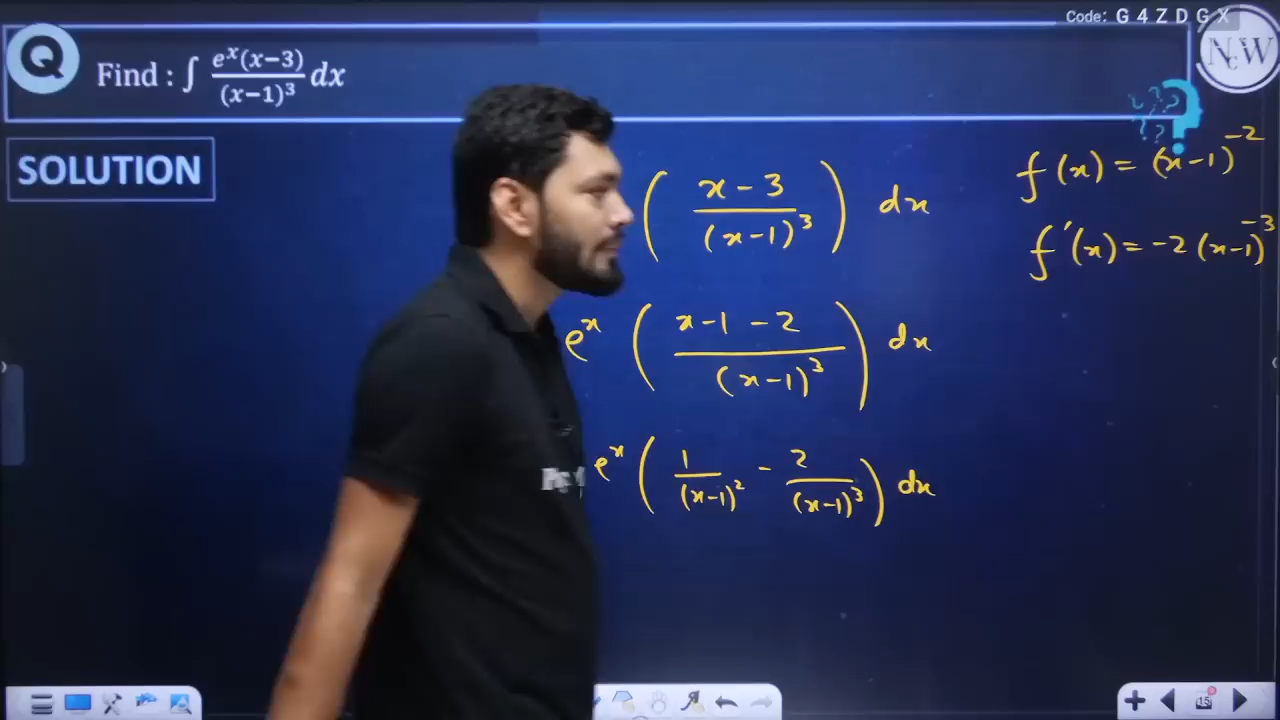 Code: G 4 Z D G X
Q
Find : ∫ e^x(x−3)/(x−1)^3 dx
N c W
SOLUTION
( (x - 3)/(x-1)^3 ) dx
f(x) = (x-1)^-2
f'(x) = -2 (x-1)^-3
e^x ( (x-1 -2)/(x-1)^3 ) dx
e^x ( 1/(x-1)^2 - 2/(x-1)^3 ) dx
15